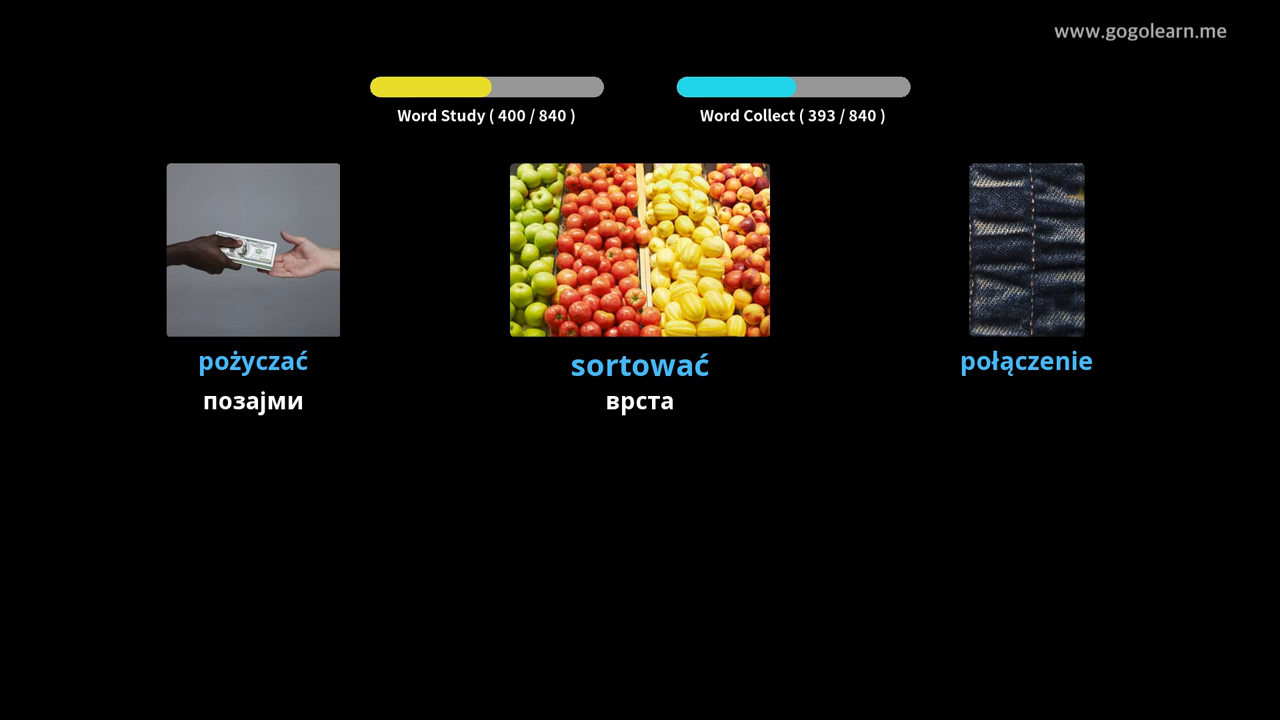 www.gogolearn.me
Word Study ( 400 / 840 )
Word Collect ( 393 / 840 )
pożyczać
позајми
sortować
врста
połączenie